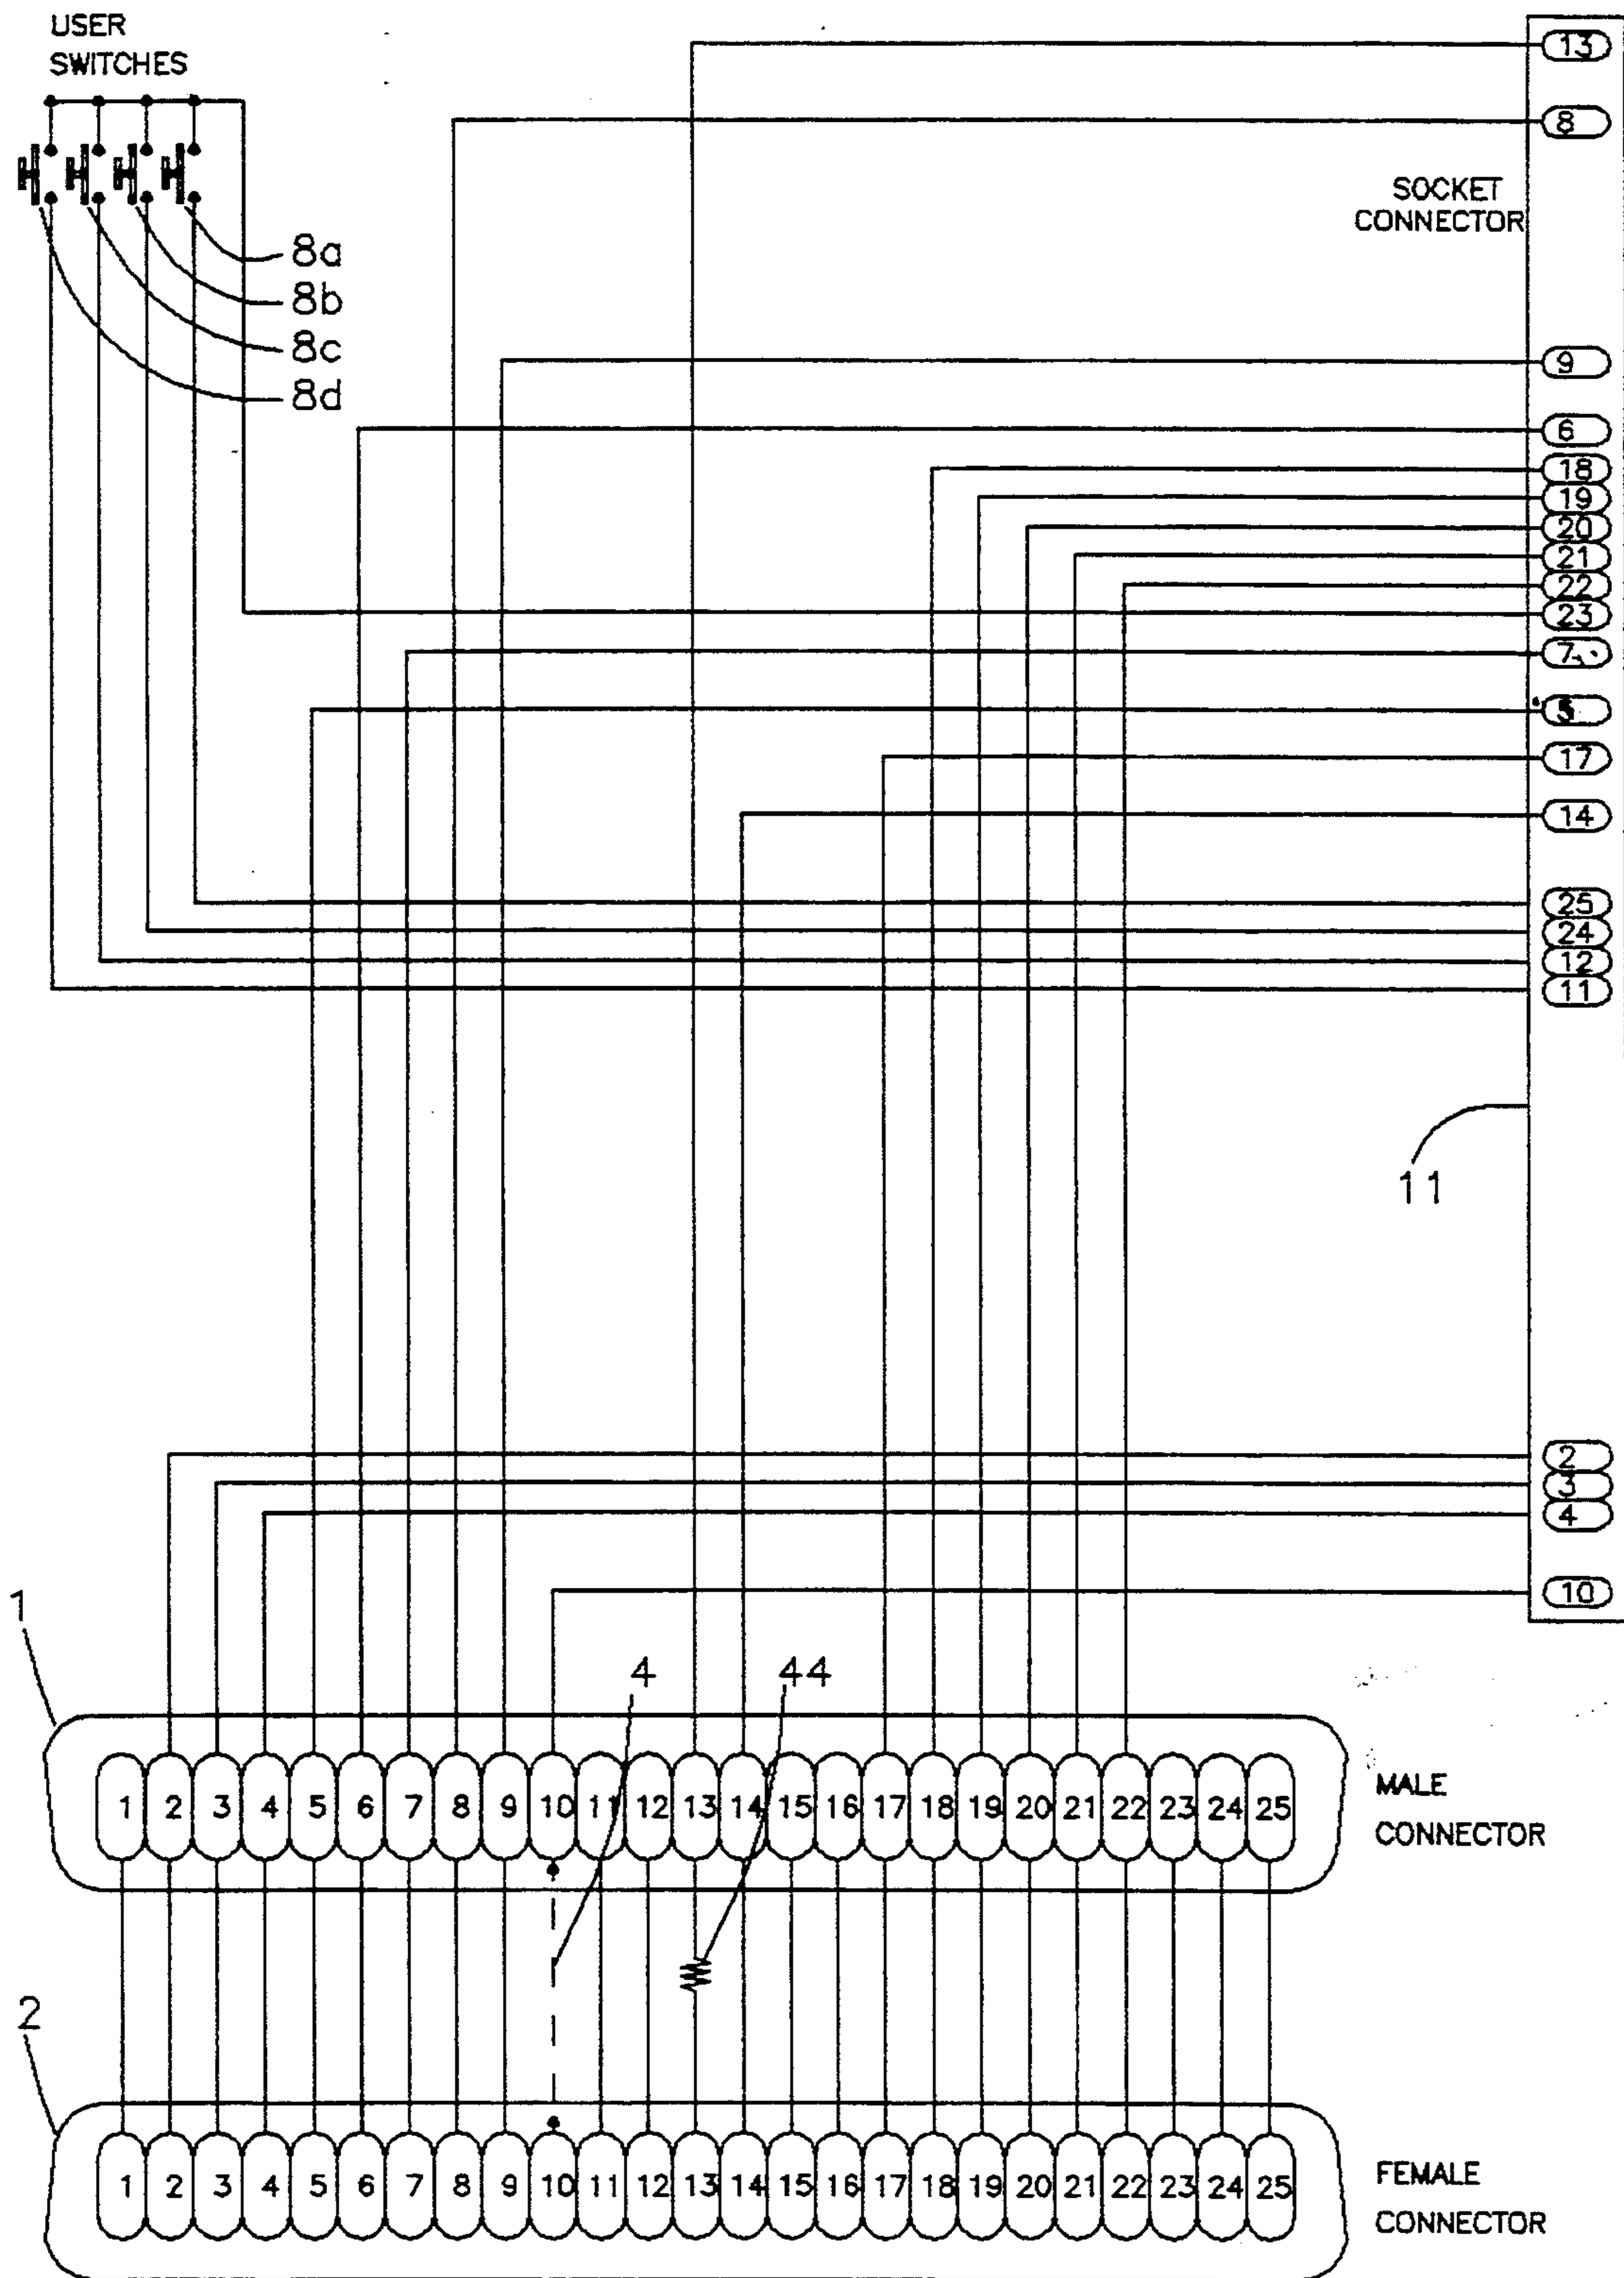 USER
SWITCHES
13
8
SOCKET
CONNECTOR
8a
8b
8c
8d
9
6
18
19
20
21
22
23
7
5
17
14
25
24
12
11
11
2
3
4
10
1
4
44
1 2 3 4 5 6 7 8 9 10 11 12 13 14 15 16 17 18 19 20 21 22 23 24 25
MALE
CONNECTOR
2
1 2 3 4 5 6 7 8 9 10 11 12 13 14 15 16 17 18 19 20 21 22 23 24 25
FEMALE
CONNECTOR